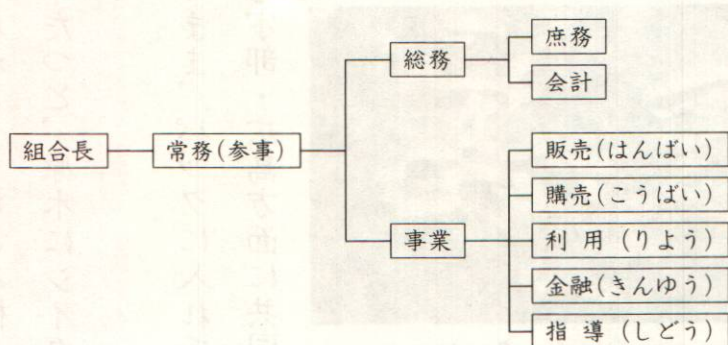 組合長
常務(参事)
総務
庶務
会計
事業
販売(はんばい)
購売(こうばい)
利用(りよう)
金融(きんゆう)
指導(しどう)